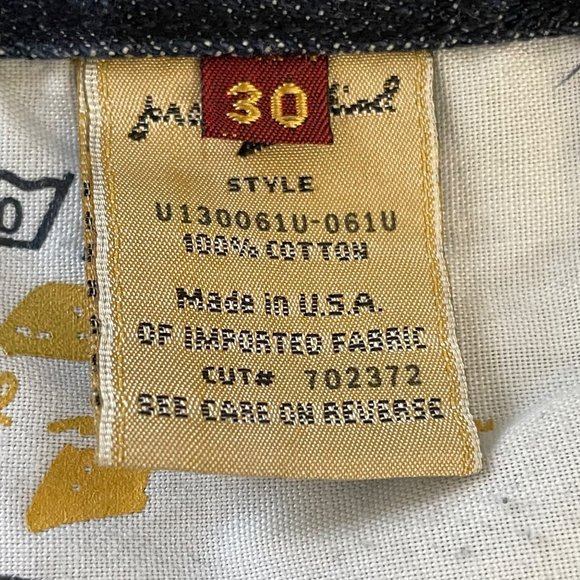 30
STYLE
U130061U-061U
100% COTTON
Made in U.S.A.
OF IMPORTED FABRIC
CUT# 702372
SEE CARE ON REVERSE